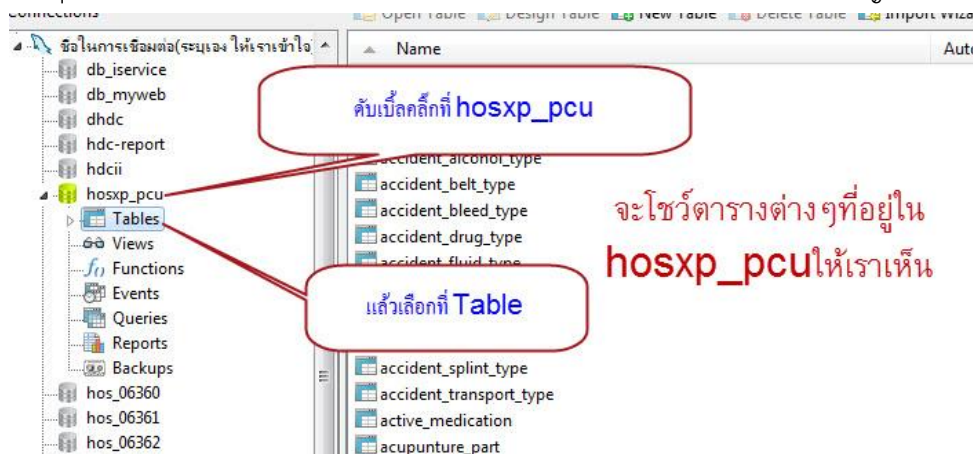 Connections
Open Table Design Table New Table Delete Table Import Wiza
ชื่อในการเชื่อมต่อ(ระบุเอง ให้เราเข้าใจ)
Name
Auto
db_iservice
db_myweb
dhdc
hdc-report
hdcii
hosxp_pcu
Tables
Views
Functions
Events
Queries
Reports
Backups
hos_06360
hos_06361
hos_06362
ดับเบิ้ลคลิ๊กที่ hosxp_pcu
accident_alcohol_type
accident_belt_type
accident_bleed_type
accident_drug_type
accident_fluid_type
แล้วเลือกที่ Table
accident_splint_type
accident_transport_type
active_medication
acupunture_part
จะโชว์ตารางต่างๆที่อยู่ใน
hosxp_pcuให้เราเห็น